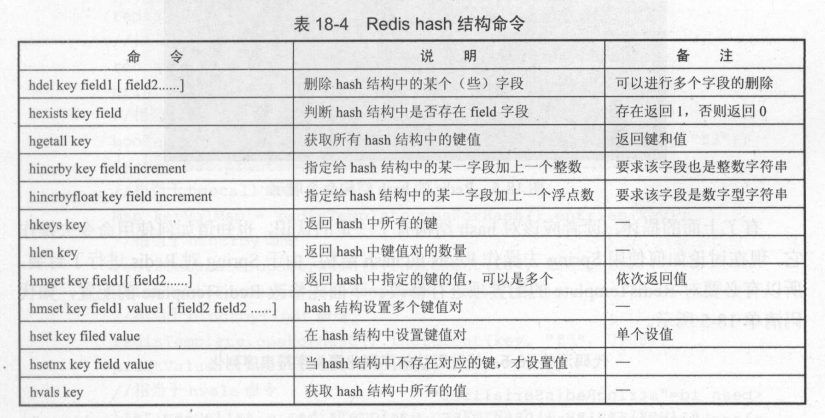 表 18-4 Redis hash 结构命令
命 令 说 明 备 注
hdel key field1 [ field2......] 删除 hash 结构中的某个（些）字段 可以进行多个字段的删除
hexists key field 判断 hash 结构中是否存在 field 字段 存在返回 1，否则返回 0
hgetall key 获取所有 hash 结构中的键值 返回键和值
hincrby key field increment 指定给 hash 结构中的某一字段加上一个整数 要求该字段也是整数字符串
hincrbyfloat key field increment 指定给 hash 结构中的某一字段加上一个浮点数 要求该字段是数字型字符串
hkeys key 返回 hash 中所有的键 —
hlen key 返回 hash 中键值对的数量 —
hmget key field1[ field2......] 返回 hash 中指定的键的值，可以是多个 依次返回值
hmset key field1 value1 [ field2 field2 ......] hash 结构设置多个键值对 —
hset key filed value 在 hash 结构中设置键值对 单个设值
hsetnx key field value 当 hash 结构中不存在对应的键，才设置值 —
hvals key 获取 hash 结构中所有的值 —